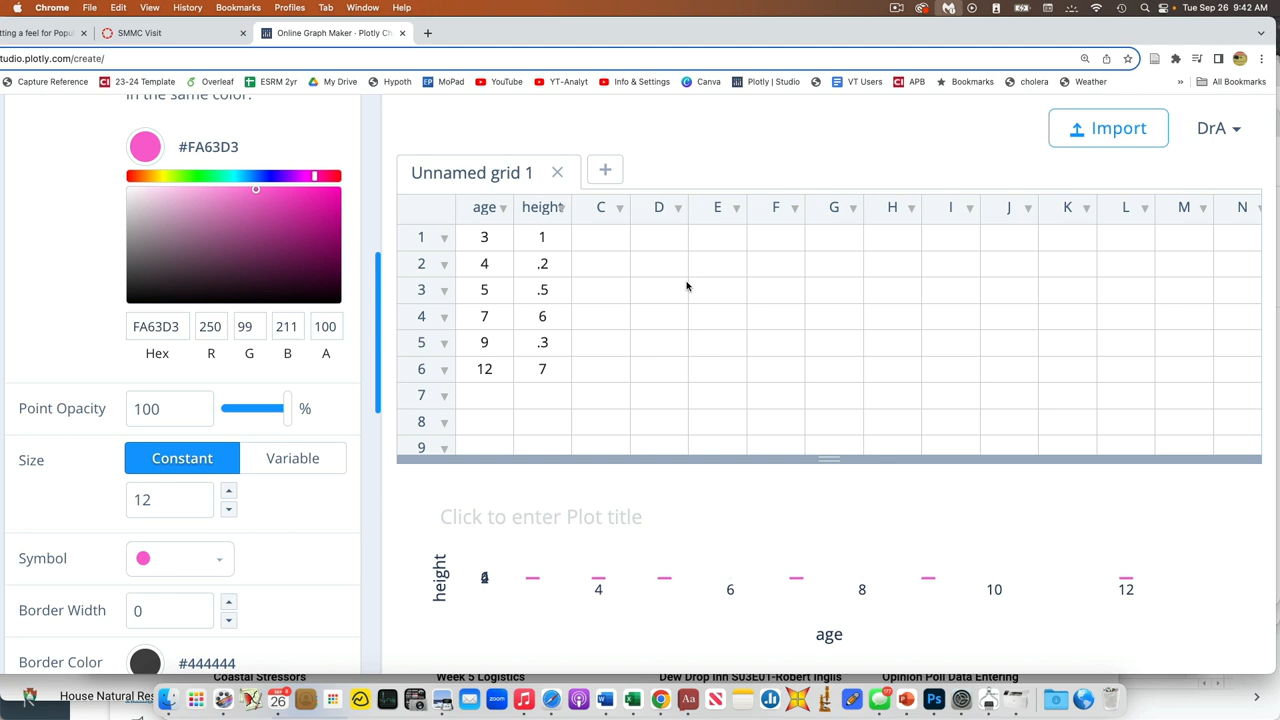 Chrome File Edit View History Bookmarks Profiles Tab Window Help Tue Sep 26 9:42 AM
tting a feel for Popul SMMC Visit Online Graph Maker · Plotly Ch
tudio.plotly.com/create/
Capture Reference 23-24 Template Overleaf ESRM 2yr My Drive Hypoth MoPad YouTube YT-Analyt Info & Settings Canva Plotly | Studio VT Users APB Bookmarks cholera Weather » All Bookmarks
in the same color.
#FA63D3
FA63D3 250 99 211 100
Hex R G B A
Point Opacity 100 %
Size Constant Variable
12
Symbol
Border Width 0
Border Color #444444
Import DrA
Unnamed grid 1 × +
age height C D E F G H I J K L M N
1 3 1
2 4 .2
3 5 .5
4 7 6
5 9 .3
6 12 7
7
8
9
Click to enter Plot title
height
4 6 8 10 12
age
Coastal Stressors Week 5 Logistics Dew Drop Inn S03E01-Robert Inglis Opinion Poll Data Entering
House Natural Res